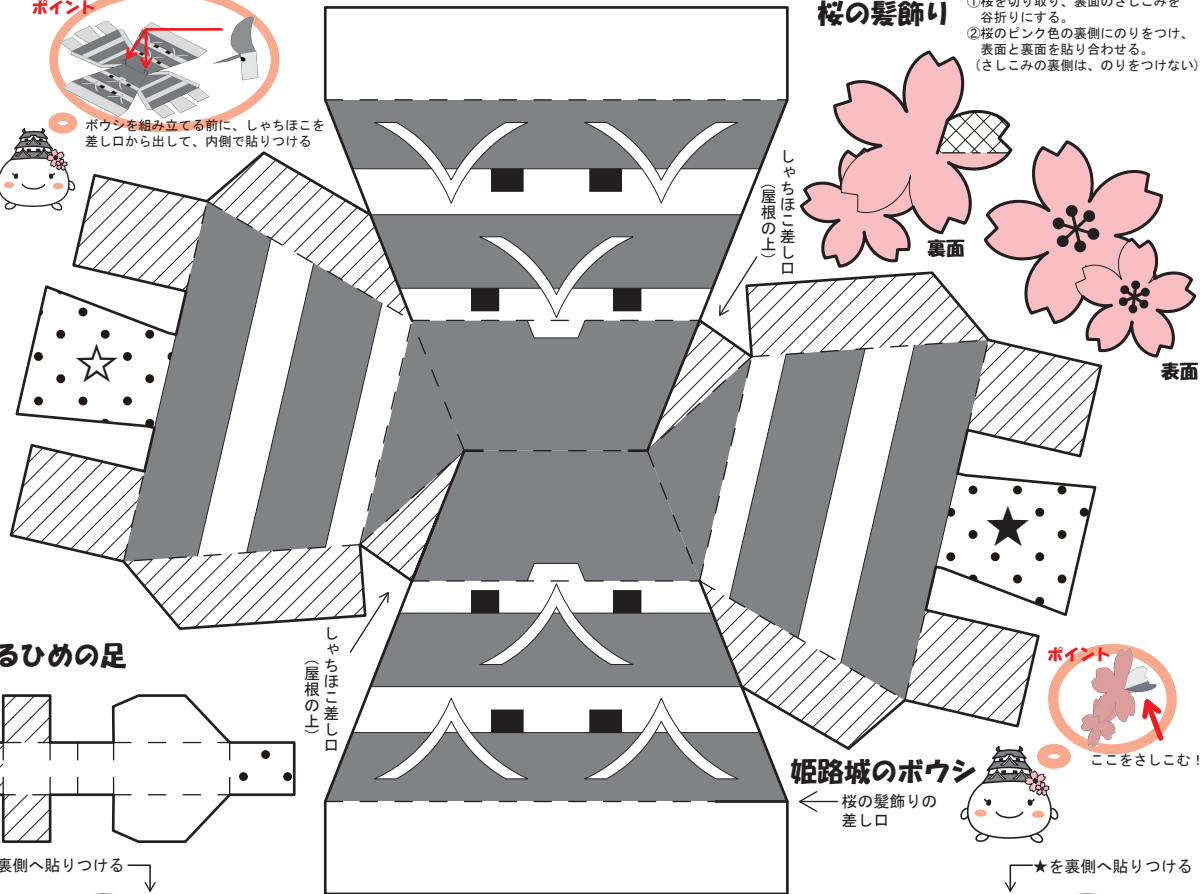 ポイント
ボウシを組み立てる前に、しゃちほこを
差し口から出して、内側で貼りつける
桜の髪飾り
①桜を切り取り、裏面のさしこみを
谷折りにする。
②桜のピンク色の裏側にのりをつけ、
表面と裏面を貼り合わせる。
（さしこみの裏側は、のりをつけない）
しゃちほこ差し口
（屋根の上）
裏面
表面
☆
★
るひめの足
しゃちほこ差し口
（屋根の上）
ポイント
ここをさしこむ！
姫路城のボウシ
桜の髪飾りの
差し口
裏側へ貼りつける
★を裏側へ貼りつける